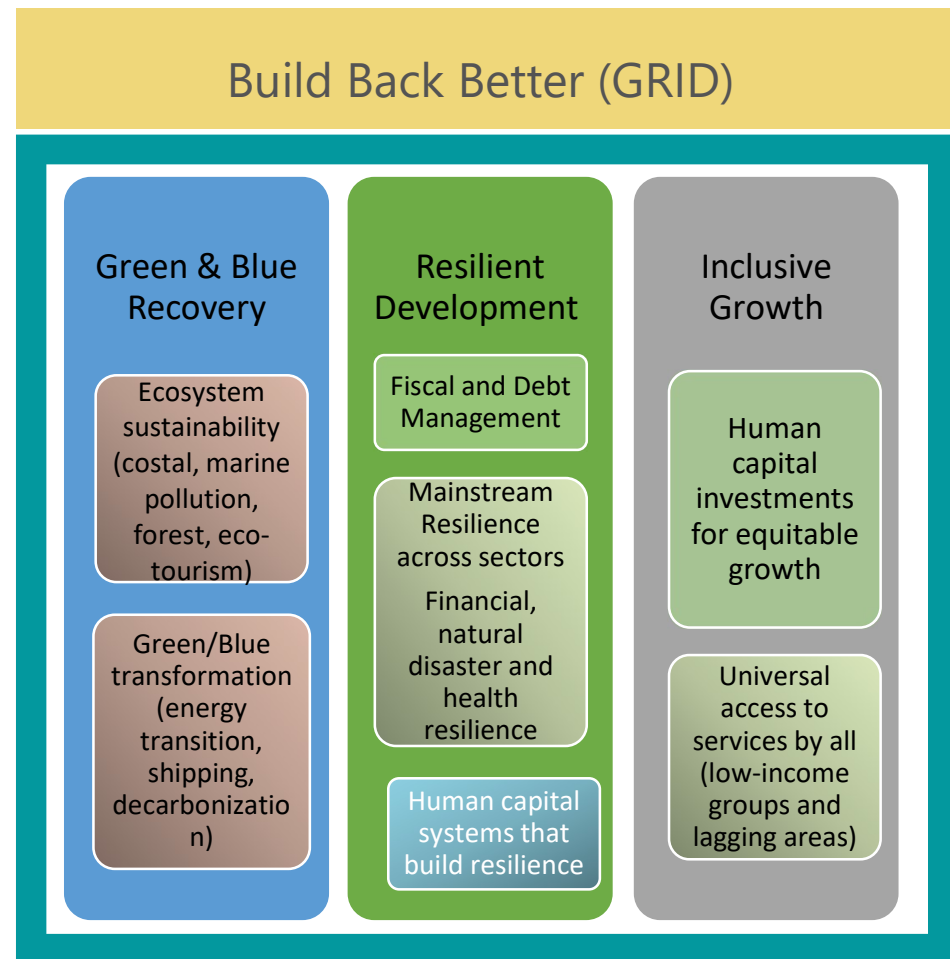 Build Back Better (GRID)
Green & Blue
Recovery
Ecosystem
sustainability
(costal, marine
pollution,
forest, eco-
tourism)
Green/Blue
transformation
(energy
transition,
shipping,
decarbonizatio
n)
Resilient
Development
Fiscal and Debt
Management
Mainstream
Resilience
across sectors
Financial,
natural
disaster and
health
resilience
Human capital
systems that
build resilience
Inclusive
Growth
Human
capital
investments
for equitable
growth
Universal
access to
services by all
(low-income
groups and
lagging areas)